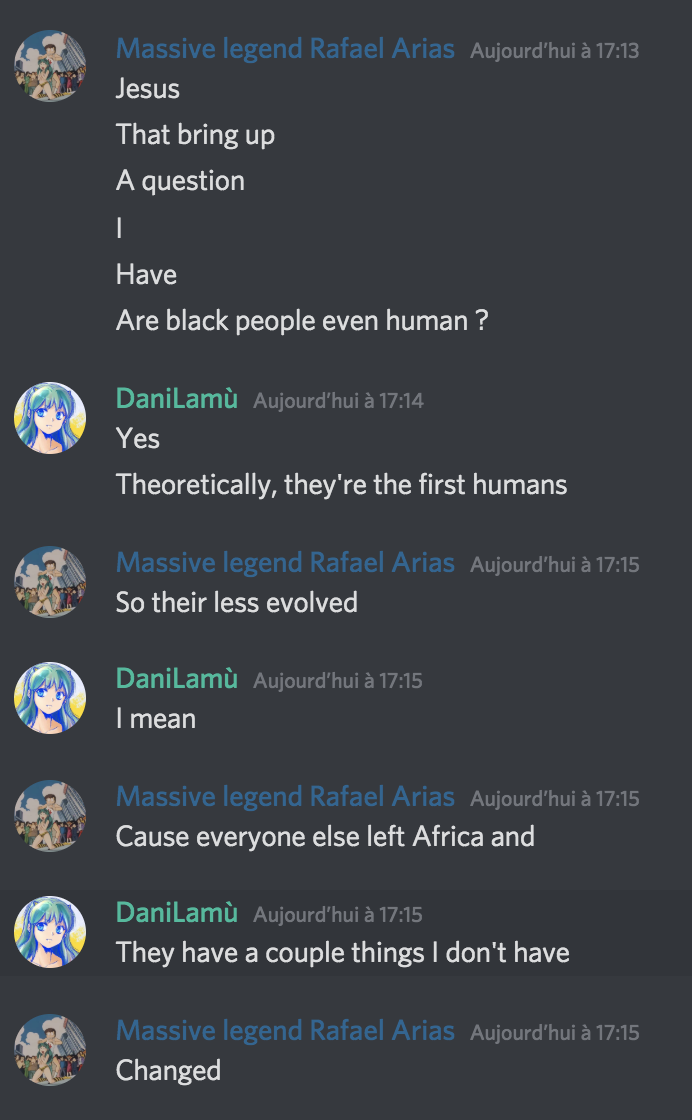 Massive legend Rafael Arias Aujourd'hui à 17:13
Jesus
That bring up
A question
I
Have
Are black people even human ?
DaniLamù Aujourd'hui à 17:14
Yes
Theoretically, they're the first humans
Massive legend Rafael Arias Aujourd'hui à 17:15
So their less evolved
DaniLamù Aujourd'hui à 17:15
I mean
Massive legend Rafael Arias Aujourd'hui à 17:15
Cause everyone else left Africa and
DaniLamù Aujourd'hui à 17:15
They have a couple things I don't have
Massive legend Rafael Arias Aujourd'hui à 17:15
Changed